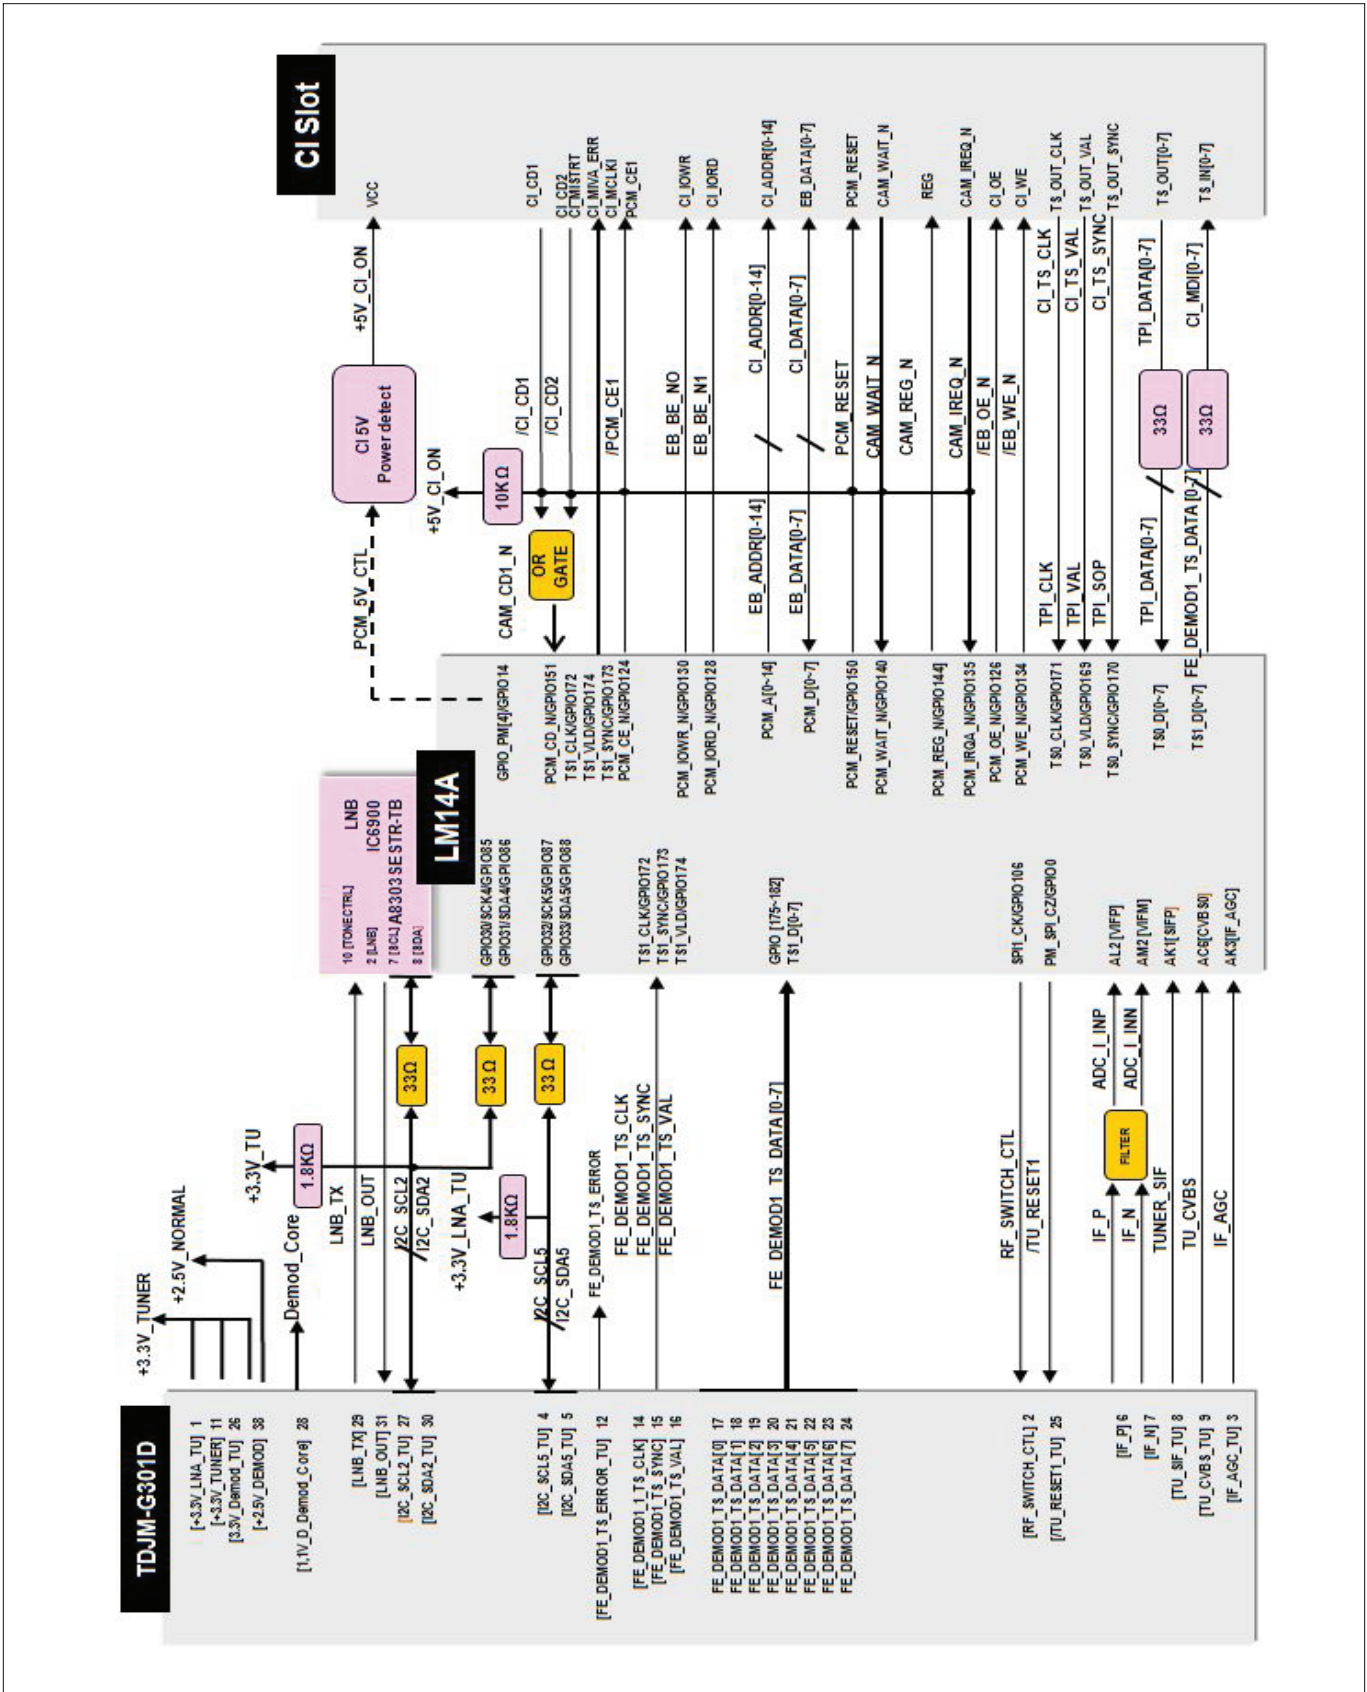 TDJM-G301D
[+3.3V_LNA_TU] 1
[+3.3V_TUNER] 11
[3.3V_Demod_TU] 26
[+2.5V_DEMOD] 38
[1,1V_D_Demod_Core] 28
[LNB_TX] 29
[LNB_OUT] 31
[I2C_SCL2_TU] 27
[I2C_SDA2_TU] 30
[I2C_SCL5_TU] 4
[I2C_SDA5_TU] 5
[FE_DEMOD1_TS_ERROR_TU] 12
[FE_DEMOD1 1_TS_CLK] 14
[FE_DEMOD1_TS_SYNC] 15
[FE_DEMOD1_TS_VAL] 16
FE_DEMOD1_TS_DATA[0] 17
FE_DEMOD1_TS_DATA[1] 18
FE_DEMOD1_TS_DATA[2] 19
FE_DEMOD1_TS_DATA[3] 20
FE_DEMOD1_TS_DATA[4] 21
FE_DEMOD1_TS_DATA[5] 22
FE_DEMOD1_TS_DATA[6] 23
FE_DEMOD1_TS_DATA[7] 24
[RF_SWITCH_CTL] 2
[/TU_RESET1_TU] 25
[IF_P] 6
[IF_N] 7
[TU_SIF_TU] 8
[TU_CVBS_TU] 9
[IF_AGC_TU] 3
+3.3V_TUNER
+2.5V_NORMAL
Demod_Core
+3.3V_TU
1.8KΩ
LNB_TX
LNB_OUT
I2C_SCL2
I2C_SDA2
33Ω
33 Ω
+3.3V_LNA_TU
1.8KΩ
I2C_SCL5
I2C_SDA5
33 Ω
FE_DEMOD1_TS_ERROR
FE_DEMOD1_TS_CLK
FE_DEMOD1_TS_SYNC
FE_DEMOD1_TS_VAL
FE_DEMOD1_TS_DATA[0-7]
RF_SWITCH_CTL
/TU_RESET1
IF_P
IF_N
FILTER
ADC_I_INP
ADC_I_INN
TUNER_SIF
TU_CVBS
IF_AGC
10 [TONECTRL]
LNB
2 [LNB]
IC6900
7 [SCL] A8303SESTR-TB
8 [SDA]
LM14A
GPIO30/SCK4/GPIO85
GPIO31/SDA4/GPIO86
GPIO32/SCK5/GPIO87
GPIO33/SDA5/GPIO88
TS1_CLK/GPIO172
TS1_SYNC/GPIO173
TS1_VLD/GPIO174
GPIO [175~182]
TS1_D[0-7]
SPI1_CK/GPIO106
PM_SPI_CZ/GPIO0
AL2 [VIFP]
AM2 [VIFM]
AK1[SIFP]
AC6[CVBS0]
AK3[IF_AGC]
GPIO_PM[4]/GPIO14
PCM_CD_N/GPIO151
TS1_CLK/GPIO172
TS1_VLD/GPIO174
TS1_SYNC/GPIO173
PCM_CE_N/GPIO124
PCM_IOWR_N/GPIO130
PCM_IORD_N/GPIO128
PCM_A[0~14]
PCM_D[0~7]
PCM_RESET/GPIO150
PCM_WAIT_N/GPIO140
PCM_REG_N/GPIO144]
PCM_IRQA_N/GPIO135
PCM_OE_N/GPIO126
PCM_WE_N/GPIO134
TS0_CLK/GPIO171
TS0_VLD/GPIO169
TS0_SYNC/GPIO170
TS0_D[0~7]
TS1_D[0~7]
PCM_5V_CTL
CI 5V
Power detect
+5V_CI_ON
+5V_CI_ON
10K Ω
CAM_CD1_N
OR
GATE
/CI_CD1
/CI_CD2
/PCM_CE1
EB_BE_NO
EB_BE_N1
EB_ADDR[0-14]
CI_ADDR[0-14]
EB_DATA[0-7]
CI_DATA[0-7]
PCM_RESET
CAM_WAIT_N
CAM_REG_N
CAM_IREQ_N
/EB_OE_N
/EB_WE_N
TPI_CLK
CI_TS_CLK
TPI_VAL
CI_TS_VAL
TPI_SOP
CI_TS_SYNC
TPI_DATA[0-7]
33Ω
TPI_DATA[0-7]
FE_DEMOD1_TS_DATA [0-7]
33Ω
CI_MDI[0-7]
CI Slot
VCC
CI_CD1
CI_CD2
CI_MISTRT
CI_MIVA_ERR
CI_MCLKI
PCM_CE1
CI_IOWR
CI_IORD
CI_ADDR[0-14]
EB_DATA[0-7]
PCM_RESET
CAM_WAIT_N
REG
CAM_IREQ_N
CI_OE
CI_WE
TS_OUT_CLK
TS_OUT_VAL
TS_OUT_SYNC
TS_OUT[0-7]
TS_IN[0-7]